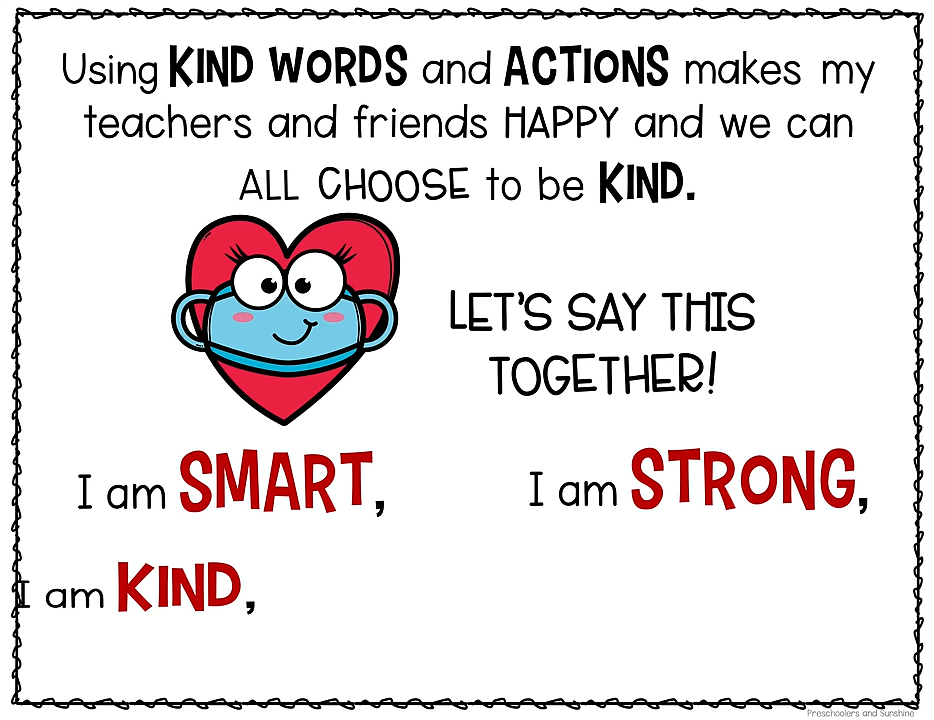 Using KIND WORDS and ACTIONS makes my
teachers and friends HAPPY and we can
ALL CHOOSE to be KIND.
LET'S SAY THIS
TOGETHER!
I am SMART,
I am STRONG,
I am KIND,
Preschoolers and Sunshine